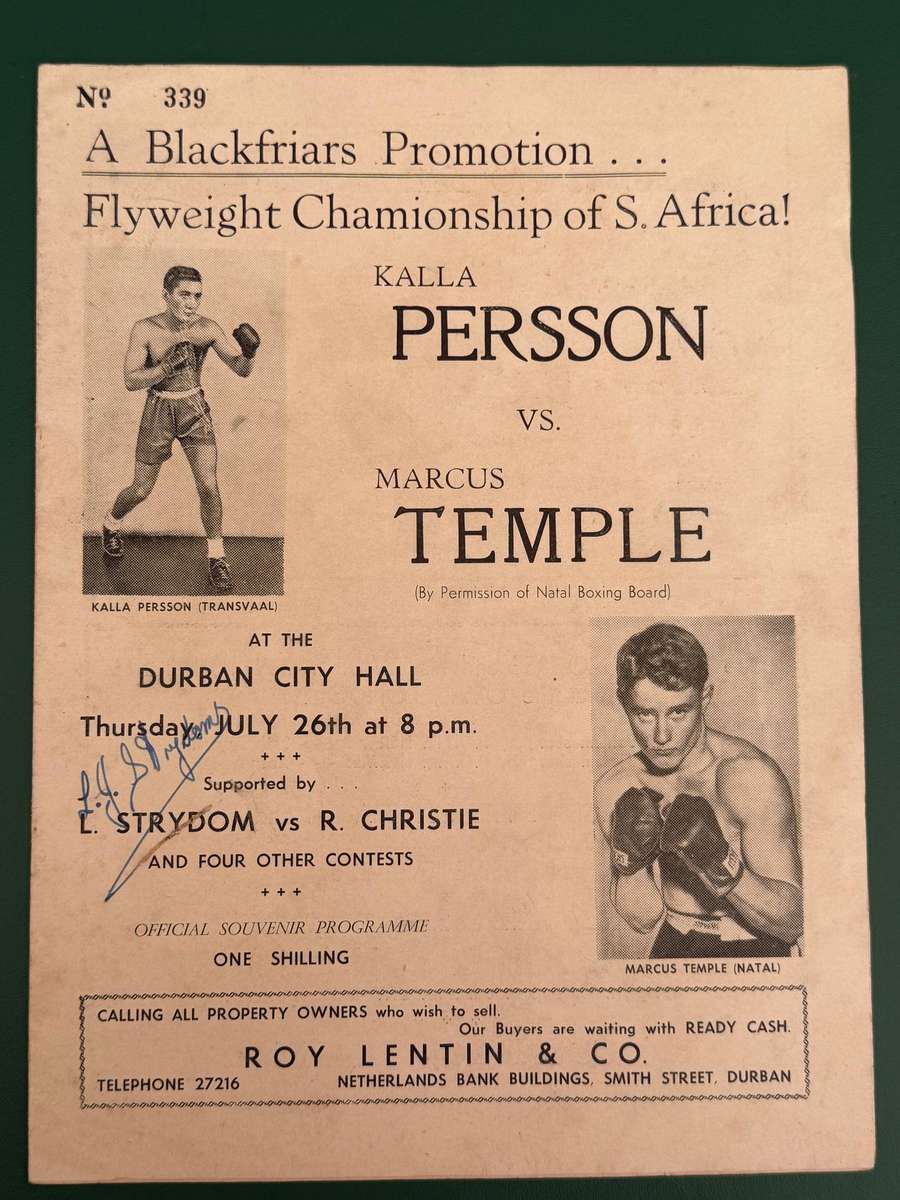 Nº 339
A Blackfriars Promotion . . .
Flyweight Chamionship of S. Africa!
KALLA
PERSSON
VS.
MARCUS
TEMPLE
(By Permission of Natal Boxing Board)
KALLA PERSSON (TRANSVAAL)
AT THE
DURBAN CITY HALL
Thursday, JULY 26th at 8 p.m.
+ + +
Supported by . . .
L. STRYDOM vs R. CHRISTIE
AND FOUR OTHER CONTESTS
+ + +
OFFICIAL SOUVENIR PROGRAMME
ONE SHILLING
L. J. Strydom
MARCUS TEMPLE (NATAL)
CALLING ALL PROPERTY OWNERS who wish to sell.
Our Buyers are waiting with READY CASH.
ROY LENTIN & CO.
TELEPHONE 27216 NETHERLANDS BANK BUILDINGS, SMITH STREET, DURBAN